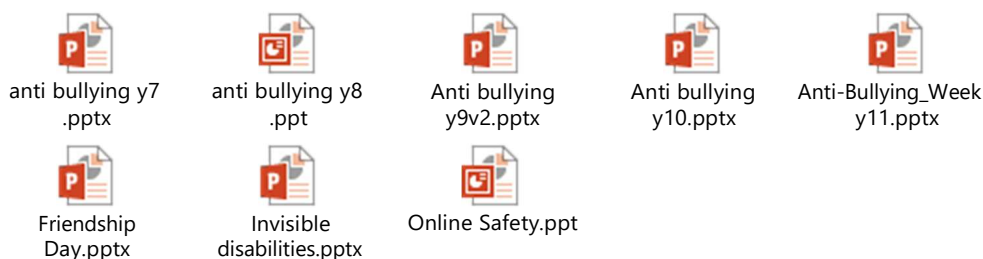 anti bullying y7
.pptx
anti bullying y8
.ppt
Anti bullying
y9v2.pptx
Anti bullying
y10.pptx
Anti-Bullying_Week
y11.pptx
Friendship
Day.pptx
Invisible
disabilities.pptx
Online Safety.ppt